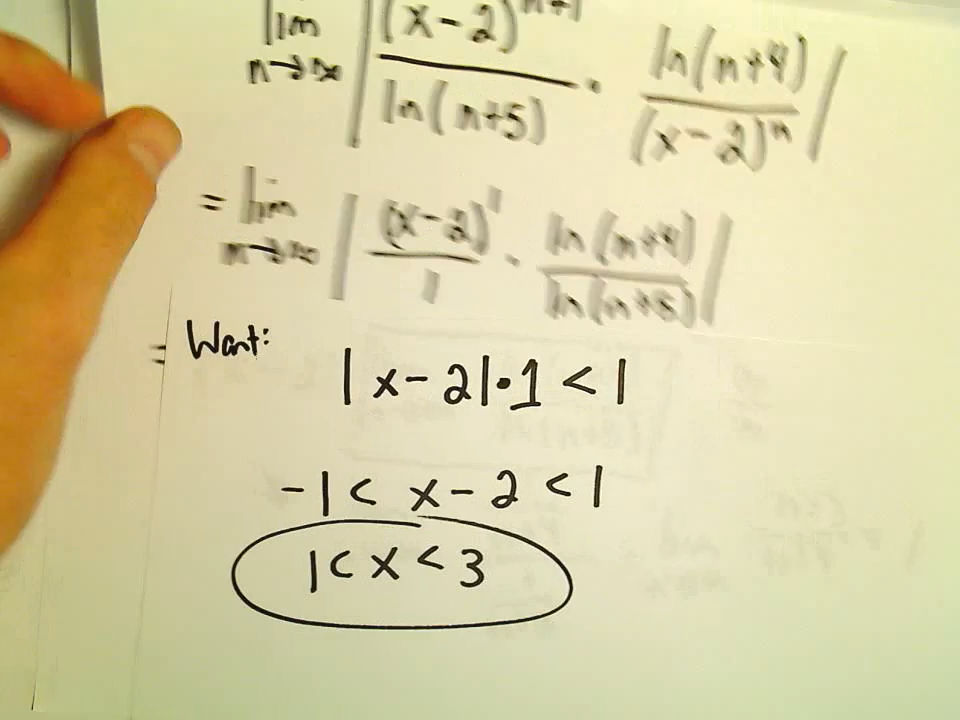 lim n→∞ | (x-2)^{n+1} / ln(n+5) · ln(n+4) / (x-2)^n |
= lim n→∞ | (x-2)^1 / 1 · ln(n+4) / ln(n+5) |
= Want:
|x-2|·1 < 1
-1 < x-2 < 1
1 < x < 3